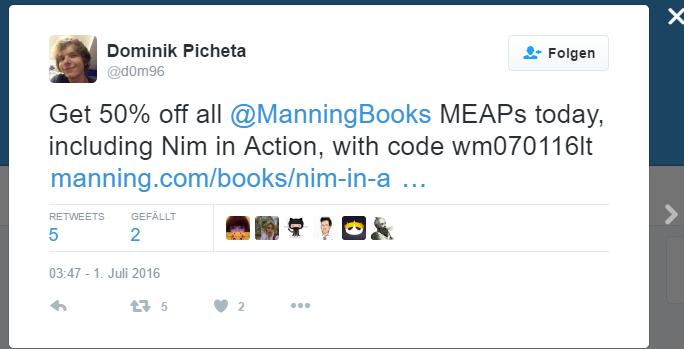 Dominik Picheta
@d0m96
Folgen
Get 50% off all @ManningBooks MEAPs today,
including Nim in Action, with code wm070116lt
manning.com/books/nim-in-a …
RETWEETS GEFÄLLT
5 2
03:47 - 1. Juli 2016
5 2